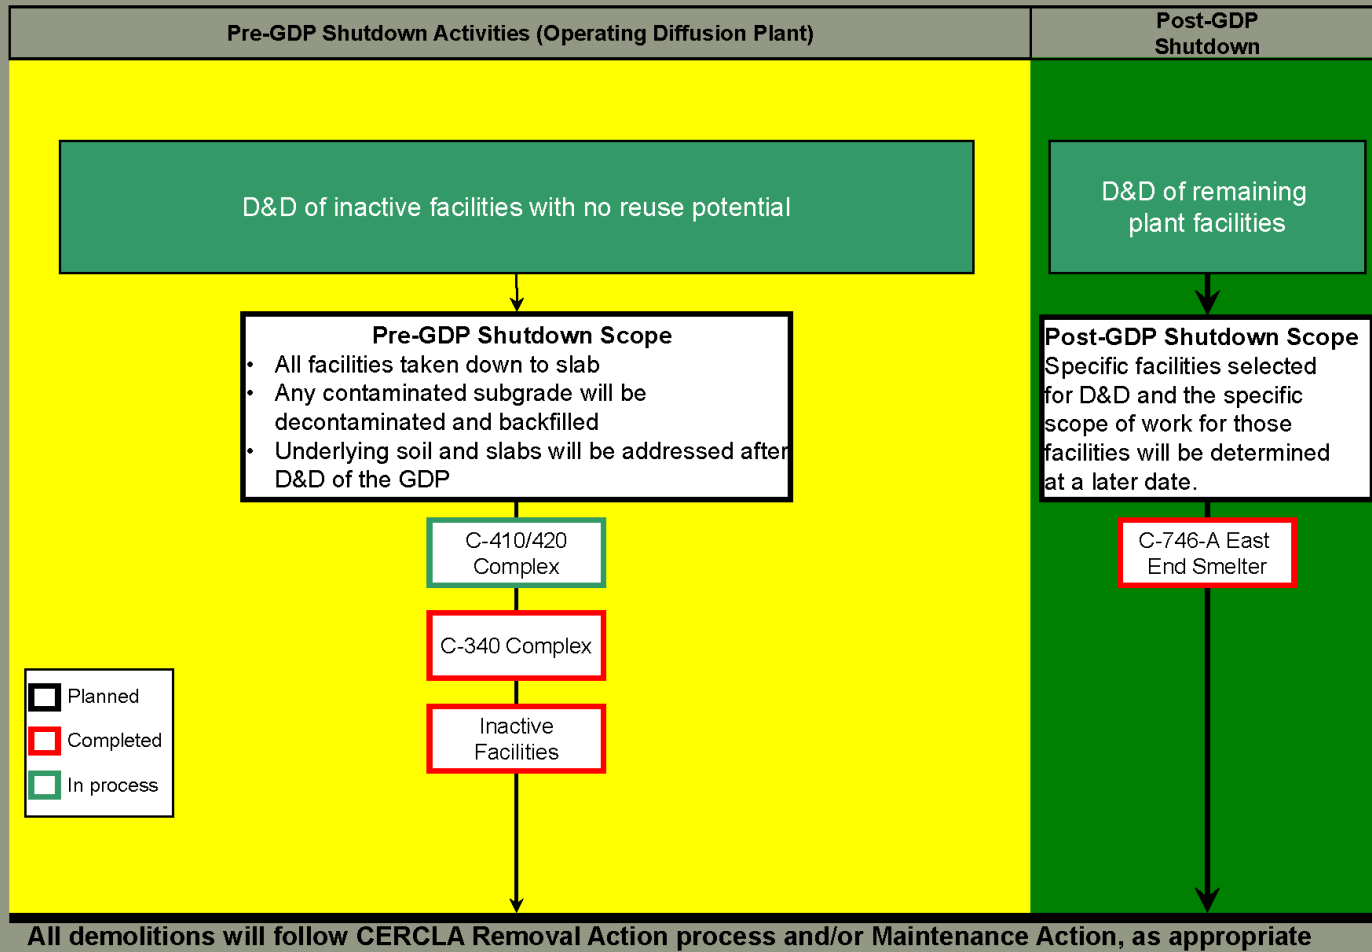 Pre-GDP Shutdown Activities (Operating Diffusion Plant)
Post-GDP
Shutdown
D&D of inactive facilities with no reuse potential
D&D of remaining
plant facilities
Pre-GDP Shutdown Scope
• All facilities taken down to slab
• Any contaminated subgrade will be
decontaminated and backfilled
• Underlying soil and slabs will be addressed after
D&D of the GDP
Post-GDP Shutdown Scope
Specific facilities selected
for D&D and the specific
scope of work for those
facilities will be determined
at a later date.
C-410/420
Complex
C-746-A East
End Smelter
C-340 Complex
Inactive
Facilities
Planned
Completed
In process
All demolitions will follow CERCLA Removal Action process and/or Maintenance Action, as appropriate